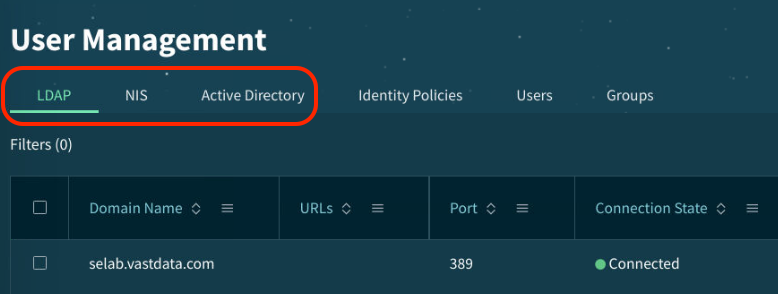 User Management
LDAP NIS Active Directory Identity Policies Users Groups
Filters (0)
Domain Name URLs Port Connection State
selab.vastdata.com 389 Connected